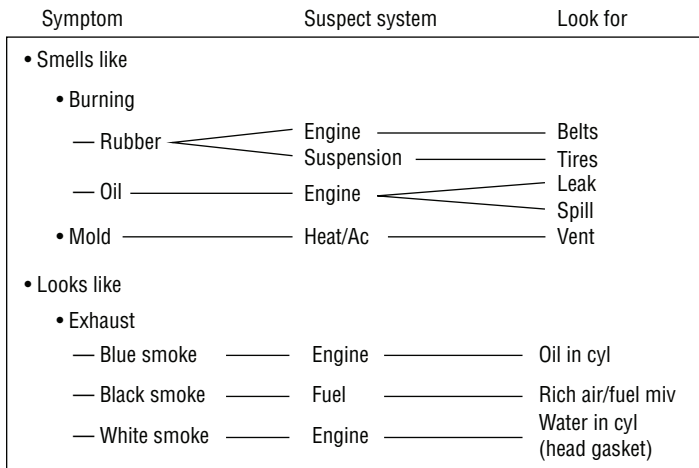 Symptom Suspect system Look for
• Smells like
• Burning
— Rubber Engine Belts
Suspension Tires
— Oil Engine Leak
Spill
• Mold Heat/Ac Vent
• Looks like
• Exhaust
— Blue smoke Engine Oil in cyl
— Black smoke Fuel Rich air/fuel miv
— White smoke Engine Water in cyl
(head gasket)